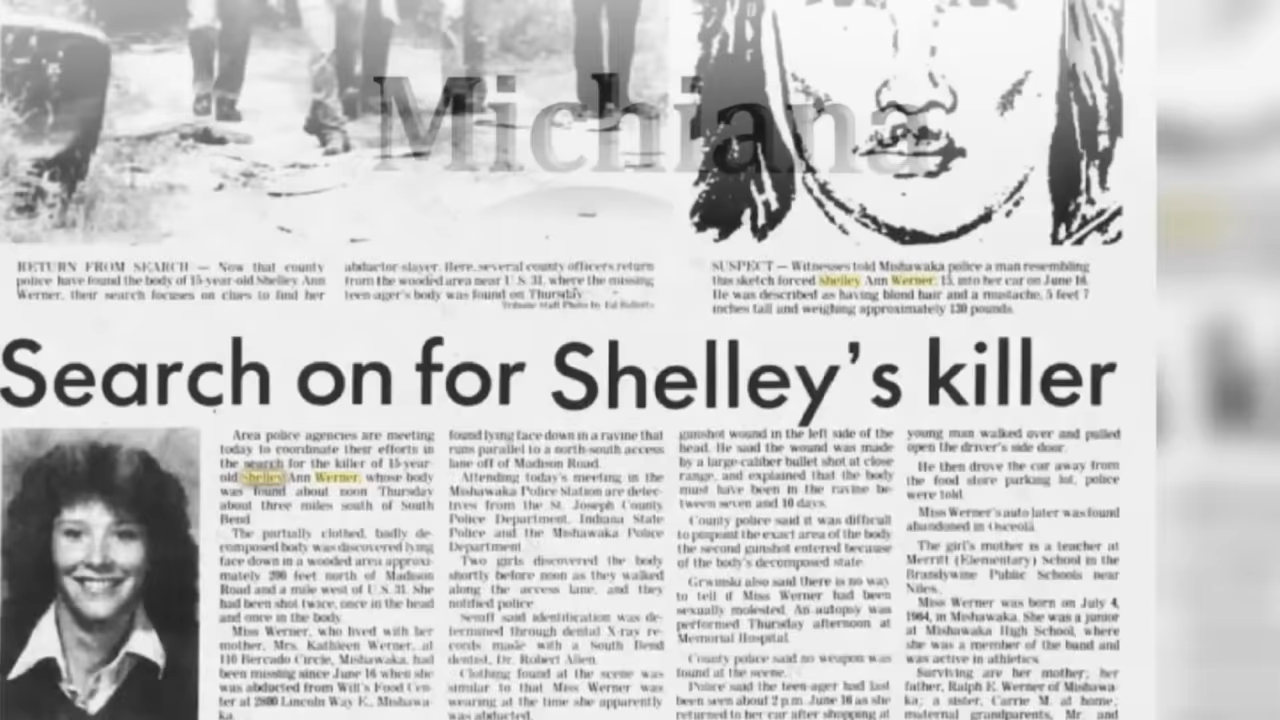 Michiana
RETURN FROM SEARCH — Now that county
police have found the body of 15-year-old Shelley Ann
Werner, their search focuses on clues to find her
abductor-slayer. Here, several county officers return
from the wooded area near U.S. 31, where the missing
teen-ager's body was found on Thursday.
Tribune Staff Photo by Ed
SUSPECT — Witnesses told Mishawaka police a man resembling
this sketch forced Shelley Ann Werner, 15, into her car on June 16.
He was described as having blond hair and a mustache, 5 feet 7
inches tall and weighing approximately 130 pounds.
Search on for Shelley's killer
Area police agencies are meeting
today to coordinate their efforts in
the search for the killer of 15-year-
old Shelley Ann Werner, whose body
was found about noon Thursday
about three miles south of South
Bend.
The partially clothed, badly de-
composed body was discovered lying
face down in a wooded area approxi-
mately 200 feet north of Madison
Road and a mile west of U.S. 31. She
had been shot twice, once in the head
and once in the body.
Miss Werner, who lived with her
mother, Mrs. Kathleen Werner, at
110 Bercado Circle, Mishawaka, had
been missing since June 16 when she
was abducted from Will's Food Cen-
ter at 2800 Lincoln Way E., Mishawa-
ka.
found lying face down in a ravine that
runs parallel to a north-south access
lane off of Madison Road.
Attending today's meeting in the
Mishawaka Police Station are detec-
tives from the St. Joseph County
Police Department, Indiana State
Police and the Mishawaka Police
Department.
Two girls discovered the body
shortly before noon as they walked
along the access lane, and they
notified police.
said identification was de-
termined through dental X-ray re-
cords made with a South Bend
dentist, Dr. Robert Allen.
Clothing found at the scene was
similar to that Miss Werner was
wearing at the time she apparently
was abducted.
gunshot wound in the left side of the
head. He said the wound was made
by a large-caliber bullet shot at close
range, and explained that the body
must have been in the ravine be-
tween seven and 10 days.
County police said it was difficult
to pinpoint the exact area of the body
the second gunshot entered because
of the body's decomposed state.
Grwinski also said there is no way
to tell if Miss Werner had been
sexually molested. An autopsy was
performed Thursday afternoon at
Memorial Hospital.
County police said no weapon was
found at the scene.
Police said the teen-ager had last
been seen about 2 p.m. June 16 as she
returned to her car after shopping at
young man walked over and pulled
open the driver's side door.
He then drove the car away from
the food store parking lot, police
were told.
Miss Werner's auto later was found
abandoned in Osceola.
The girl's mother is a teacher at
Merritt (Elementary) School in the
Brandywine Public Schools near
Niles.
Miss Werner was born on July 4,
1964, in Mishawaka. She was a junior
at Mishawaka High School, where
she was a member of the band and
was active in athletics.
Surviving are her mother; her
father, Ralph E. Werner of Mishawa-
ka; a sister, Carrie M. at home;
maternal grandparents, Mr. and